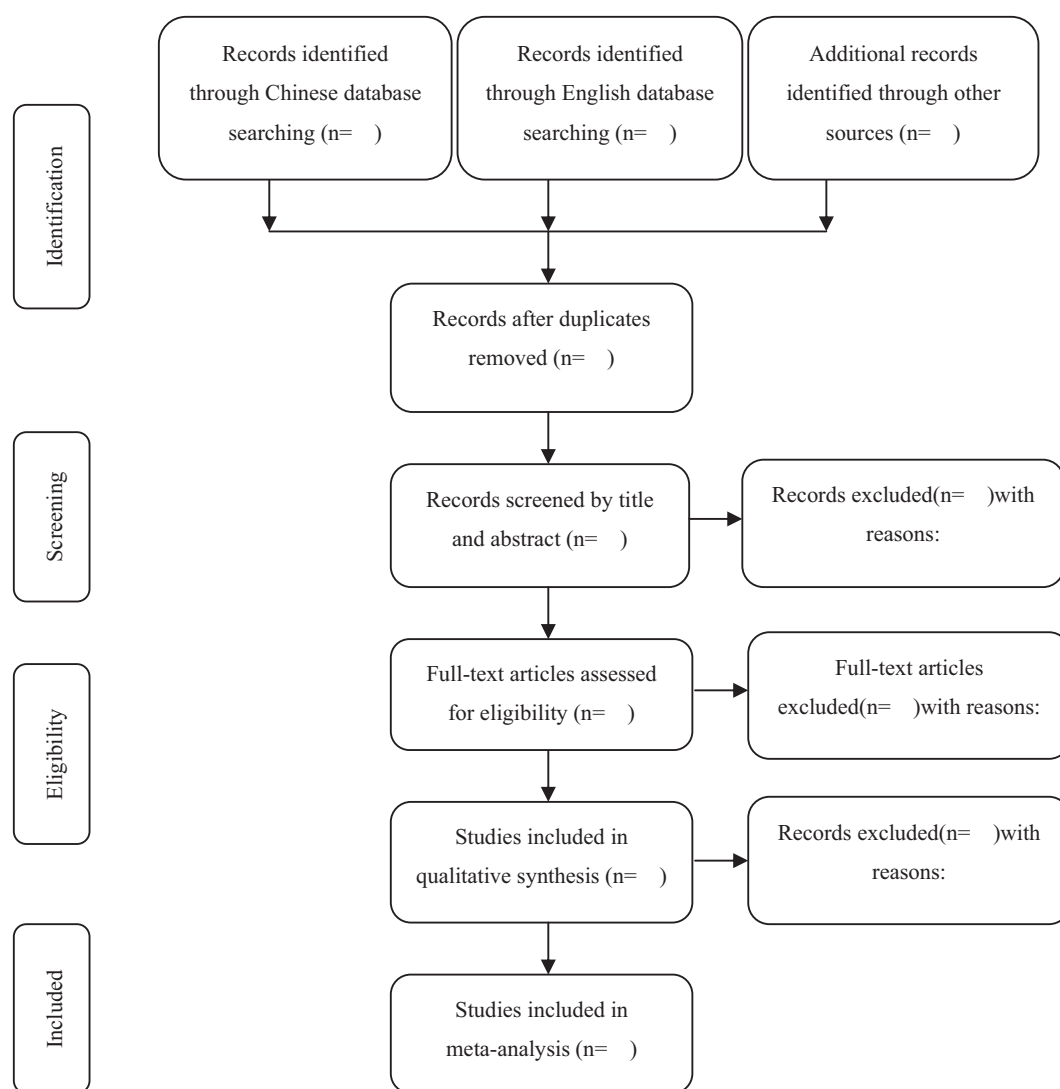 Records identified
through Chinese database
searching (n=    )
Records identified
through English database
searching (n=    )
Additional records
identified through other
sources (n=    )
Identification
Records after duplicates
removed (n=    )
Screening
Records screened by title
and abstract (n=    )
Records excluded(n=    )with
reasons:
Eligibility
Full-text articles assessed
for eligibility (n=    )
Full-text articles
excluded(n=    )with reasons:
Studies included in
qualitative synthesis (n=    )
Records excluded(n=    )with
reasons:
Included
Studies included in
meta-analysis (n=    )